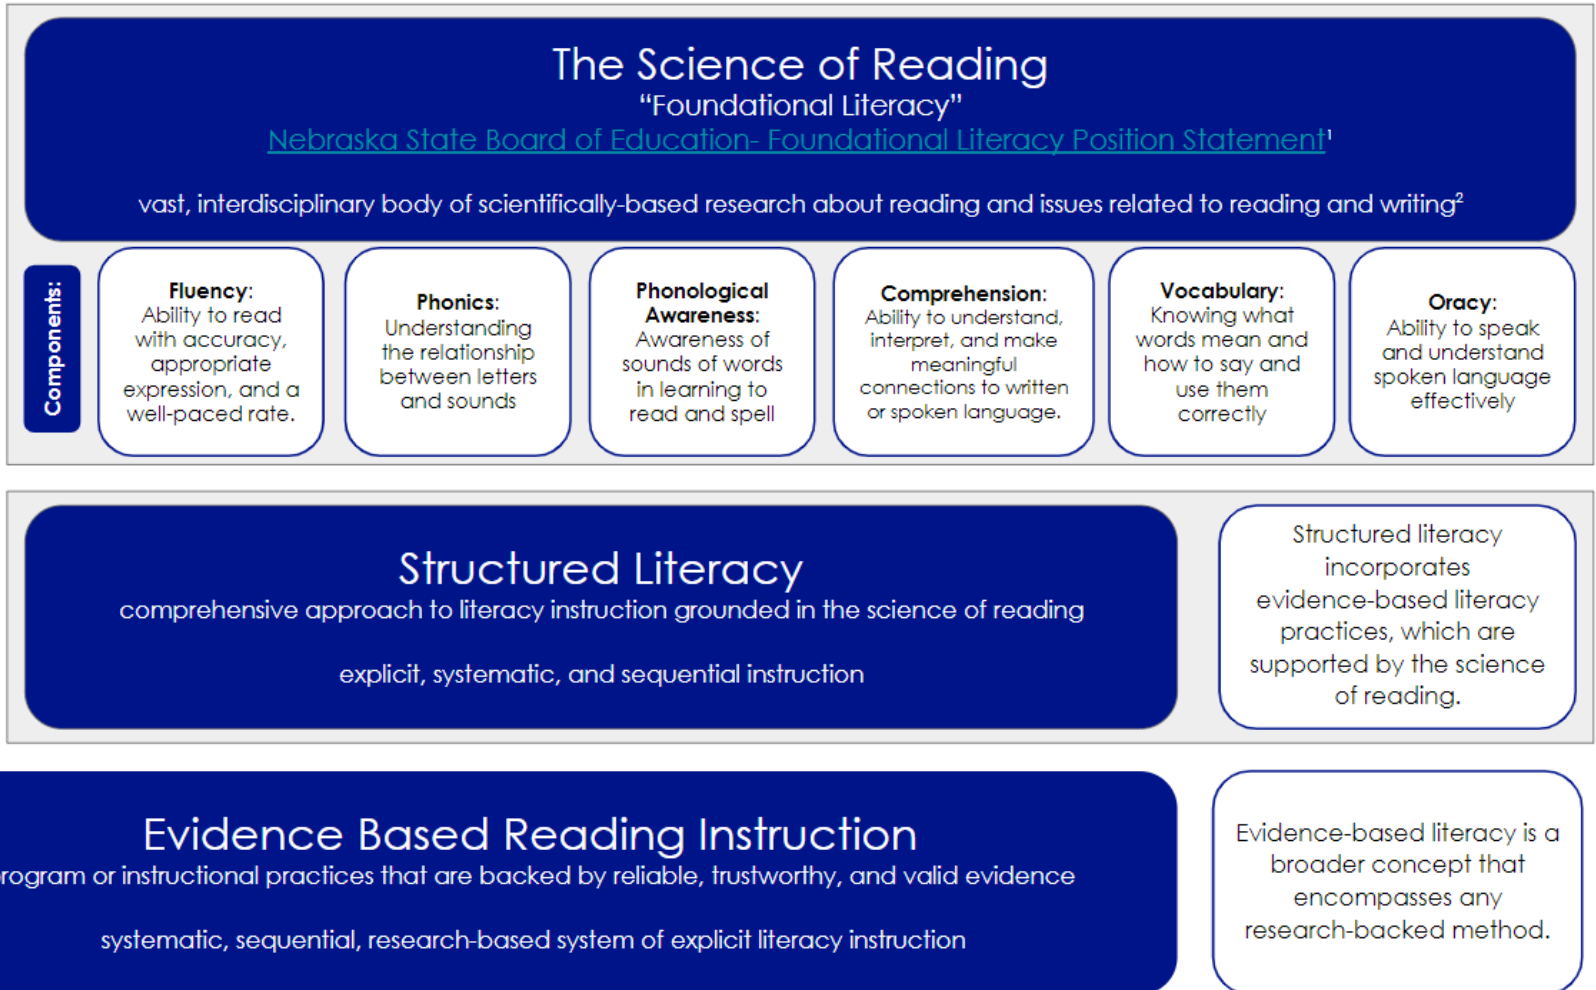 The Science of Reading
“Foundational Literacy”
Nebraska State Board of Education- Foundational Literacy Position Statement¹
vast, interdisciplinary body of scientifically-based research about reading and issues related to reading and writing²
Components:
Fluency:
Ability to read
with accuracy,
appropriate
expression, and a
well-paced rate.
Phonics:
Understanding
the relationship
between letters
and sounds
Phonological
Awareness:
Awareness of
sounds of words
in learning to
read and spell
Comprehension:
Ability to understand,
interpret, and make
meaningful
connections to written
or spoken language.
Vocabulary:
Knowing what
words mean and
how to say and
use them
correctly
Oracy:
Ability to speak
and understand
spoken language
effectively
Structured Literacy
comprehensive approach to literacy instruction grounded in the science of reading
explicit, systematic, and sequential instruction
Structured literacy
incorporates
evidence-based literacy
practices, which are
supported by the science
of reading.
Evidence Based Reading Instruction
rogram or instructional practices that are backed by reliable, trustworthy, and valid evidence
systematic, sequential, research-based system of explicit literacy instruction
Evidence-based literacy is a
broader concept that
encompasses any
research-backed method.